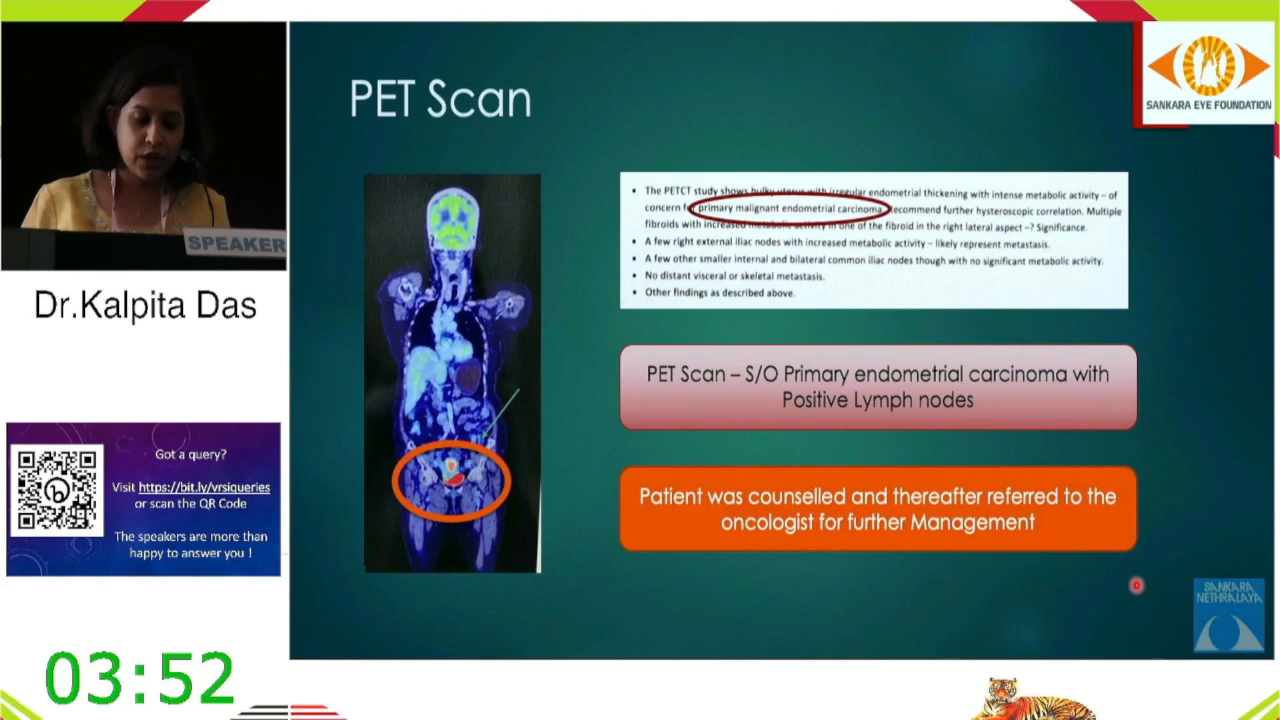 PET Scan
SANKARA EYE FOUNDATION
SPEAKER
Dr.Kalpita Das
• The PETCT study shows bulky uterus with irregular endometrial thickening with intense metabolic activity – of
concern for primary malignant endometrial carcinoma. Recommend further hysteroscopic correlation. Multiple
fibroids with increased metabolic activity in one of the fibroid in the right lateral aspect –? Significance.
• A few right external iliac nodes with increased metabolic activity – likely represent metastasis.
• A few other smaller internal and bilateral common iliac nodes though with no significant metabolic activity.
• No distant visceral or skeletal metastasis.
• Other findings as described above.
PET Scan – S/O Primary endometrial carcinoma with
Positive Lymph nodes
Patient was counselled and thereafter referred to the
oncologist for further Management
Got a query?
Visit https://bit.ly/vrsiqueries
or scan the QR Code
The speakers are more than
happy to answer you !
SANKARA
NETHRALAYA
03:52